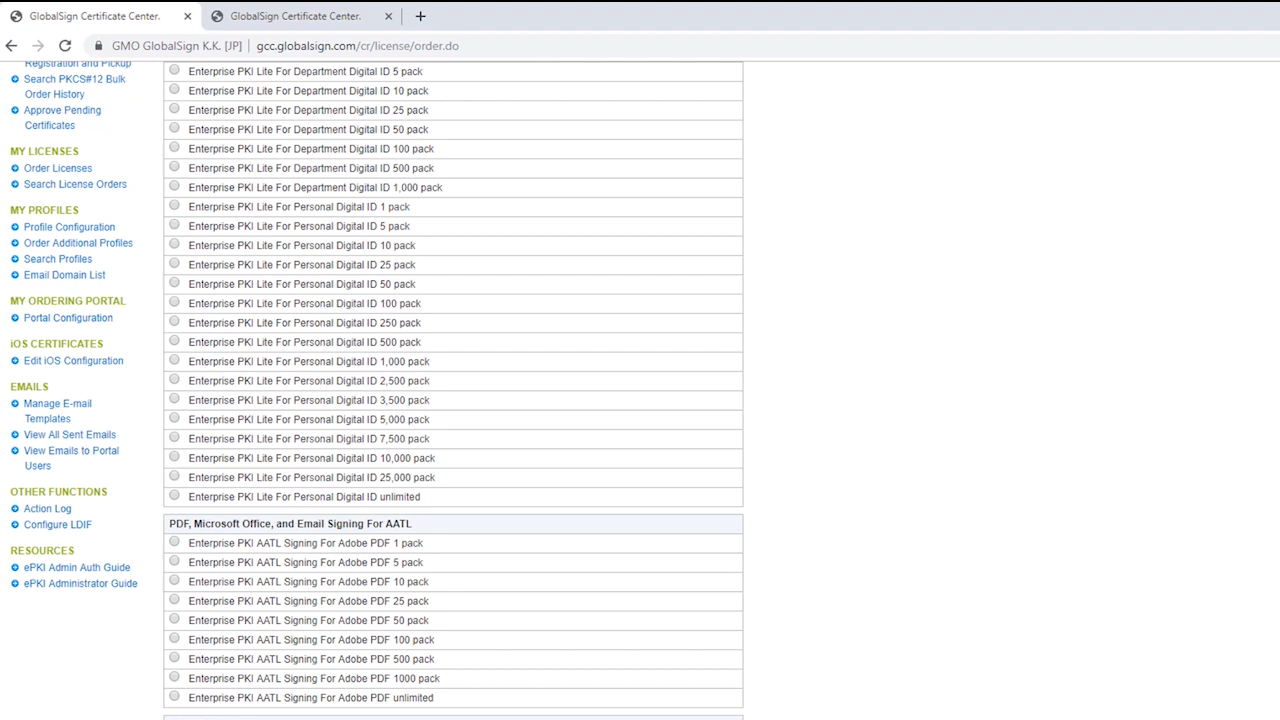 GlobalSign Certificate Center.
GlobalSign Certificate Center.
GMO GlobalSign K.K. [JP] gcc.globalsign.com/cr/license/order.do
Registration and Pickup
Search PKCS#12 Bulk
Order History
Approve Pending
Certificates
MY LICENSES
Order Licenses
Search License Orders
MY PROFILES
Profile Configuration
Order Additional Profiles
Search Profiles
Email Domain List
MY ORDERING PORTAL
Portal Configuration
iOS CERTIFICATES
Edit iOS Configuration
EMAILS
Manage E-mail
Templates
View All Sent Emails
View Emails to Portal
Users
OTHER FUNCTIONS
Action Log
Configure LDIF
RESOURCES
ePKI Admin Auth Guide
ePKI Administrator Guide
Enterprise PKI Lite For Department Digital ID 5 pack
Enterprise PKI Lite For Department Digital ID 10 pack
Enterprise PKI Lite For Department Digital ID 25 pack
Enterprise PKI Lite For Department Digital ID 50 pack
Enterprise PKI Lite For Department Digital ID 100 pack
Enterprise PKI Lite For Department Digital ID 500 pack
Enterprise PKI Lite For Department Digital ID 1,000 pack
Enterprise PKI Lite For Personal Digital ID 1 pack
Enterprise PKI Lite For Personal Digital ID 5 pack
Enterprise PKI Lite For Personal Digital ID 10 pack
Enterprise PKI Lite For Personal Digital ID 25 pack
Enterprise PKI Lite For Personal Digital ID 50 pack
Enterprise PKI Lite For Personal Digital ID 100 pack
Enterprise PKI Lite For Personal Digital ID 250 pack
Enterprise PKI Lite For Personal Digital ID 500 pack
Enterprise PKI Lite For Personal Digital ID 1,000 pack
Enterprise PKI Lite For Personal Digital ID 2,500 pack
Enterprise PKI Lite For Personal Digital ID 3,500 pack
Enterprise PKI Lite For Personal Digital ID 5,000 pack
Enterprise PKI Lite For Personal Digital ID 7,500 pack
Enterprise PKI Lite For Personal Digital ID 10,000 pack
Enterprise PKI Lite For Personal Digital ID 25,000 pack
Enterprise PKI Lite For Personal Digital ID unlimited
PDF, Microsoft Office, and Email Signing For AATL
Enterprise PKI AATL Signing For Adobe PDF 1 pack
Enterprise PKI AATL Signing For Adobe PDF 5 pack
Enterprise PKI AATL Signing For Adobe PDF 10 pack
Enterprise PKI AATL Signing For Adobe PDF 25 pack
Enterprise PKI AATL Signing For Adobe PDF 50 pack
Enterprise PKI AATL Signing For Adobe PDF 100 pack
Enterprise PKI AATL Signing For Adobe PDF 500 pack
Enterprise PKI AATL Signing For Adobe PDF 1000 pack
Enterprise PKI AATL Signing For Adobe PDF unlimited